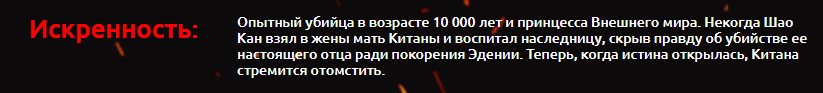 Искренность:
Опытный убийца в возрасте 10 000 лет и принцесса Внешнего мира. Некогда Шао
Кан взял в жены мать Китаны и воспитал наследницу, скрыв правду об убийстве ее
настоящего отца ради покорения Эдении. Теперь, когда истина открылась, Китана
стремится отомстить.